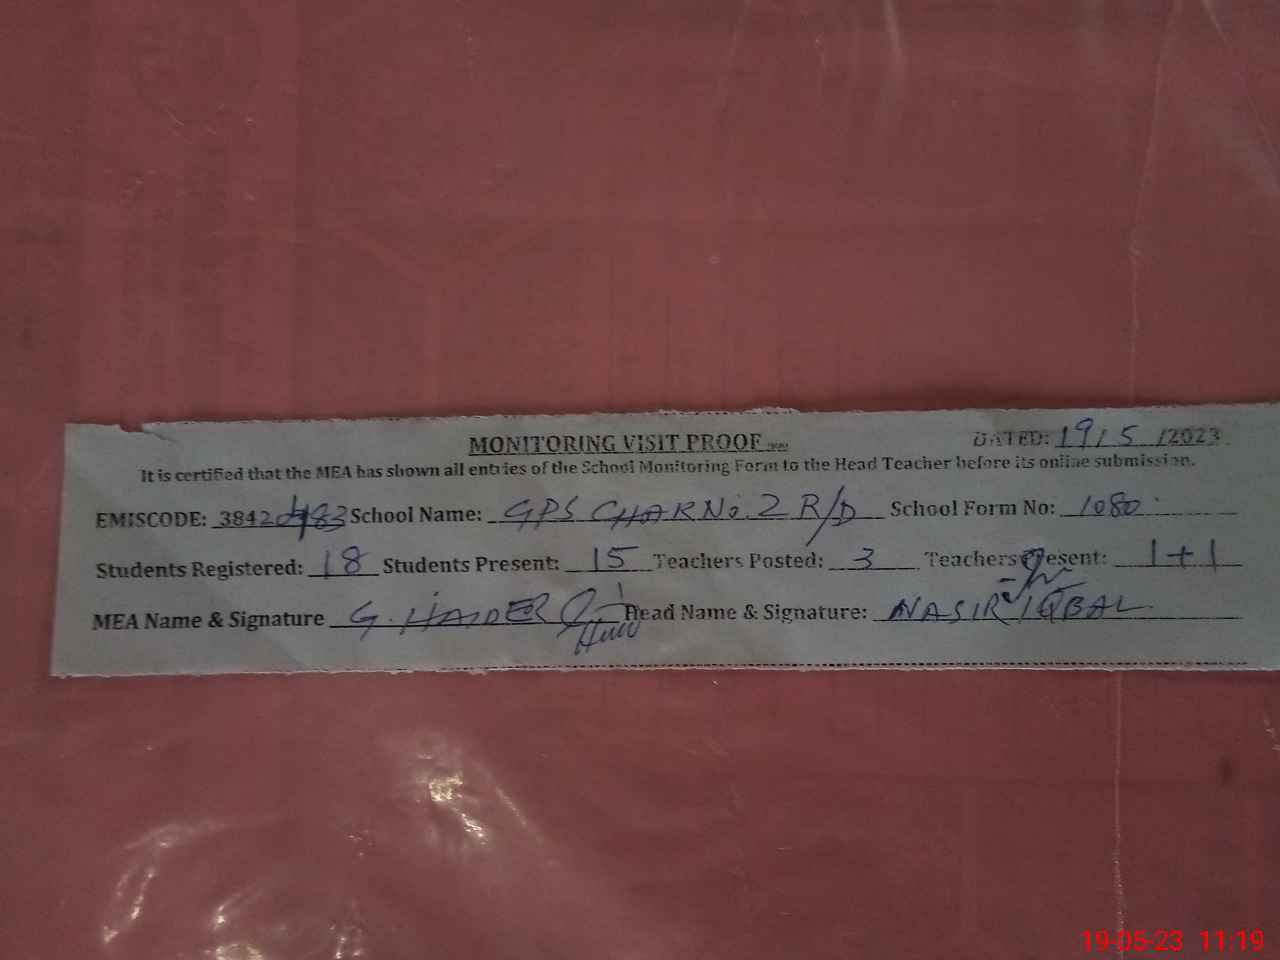 MONITORING VISIT PROOF
DATED: 19/5/2023
It is certified that the MEA has shown all entries of the School Monitoring Form to the Head Teacher before its online submission.
EMISCODE: School Name: GPS CHAR No. 2 R/D School Form No: 1080
Students Registered: 18 Students Present: 15 Teachers Posted: 3 Teachers Present: 1+1
MEA Name & Signature G. HAIDER Head Name & Signature: NASIR IQBAL
19-05-23 11:19